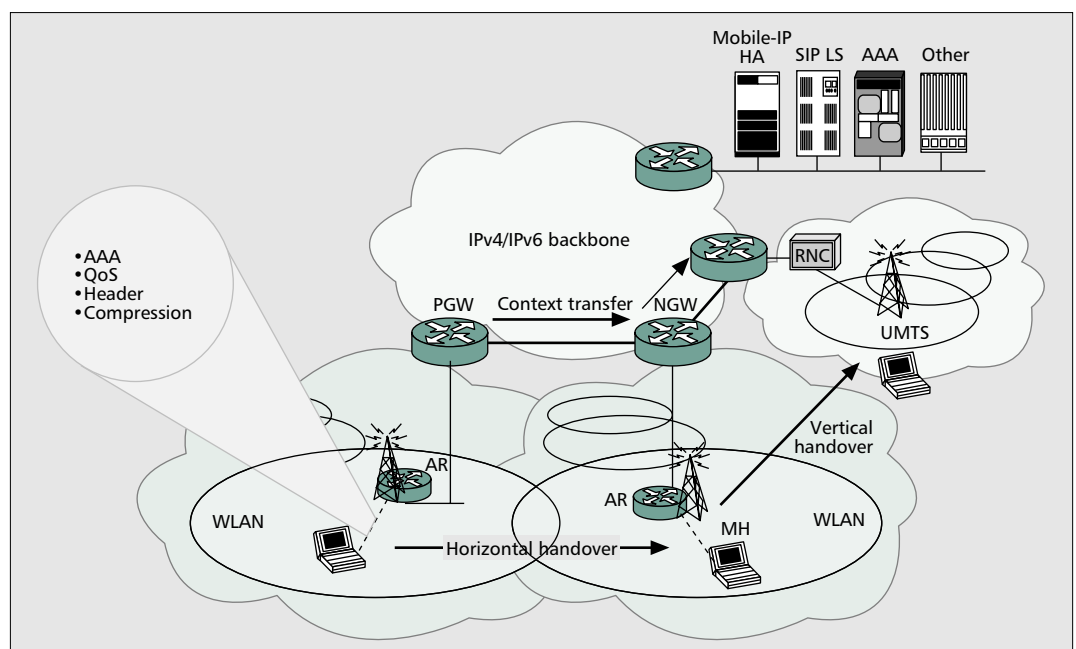 Mobile-IP
HA
SIP LS
AAA
Other
•AAA
•QoS
•Header
•Compression
IPv4/IPv6 backbone
RNC
PGW
Context transfer
NGW
UMTS
Vertical
handover
AR
AR
WLAN
WLAN
MH
Horizontal handover